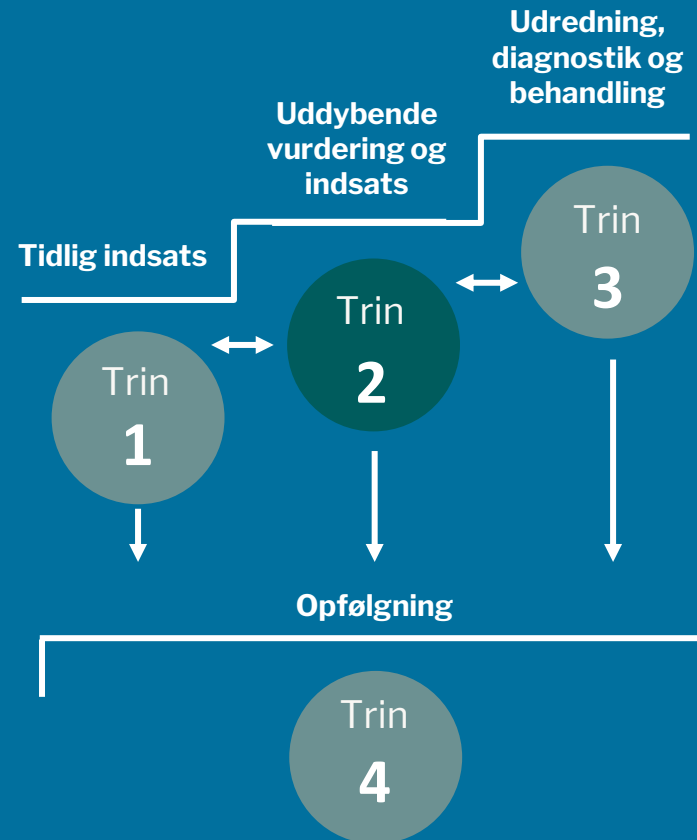 Udredning,
diagnostik og
behandling
Uddybende
vurdering og
indsats
Tidlig indsats
Trin
3
Trin
2
Trin
1
Opfølgning
Trin
4